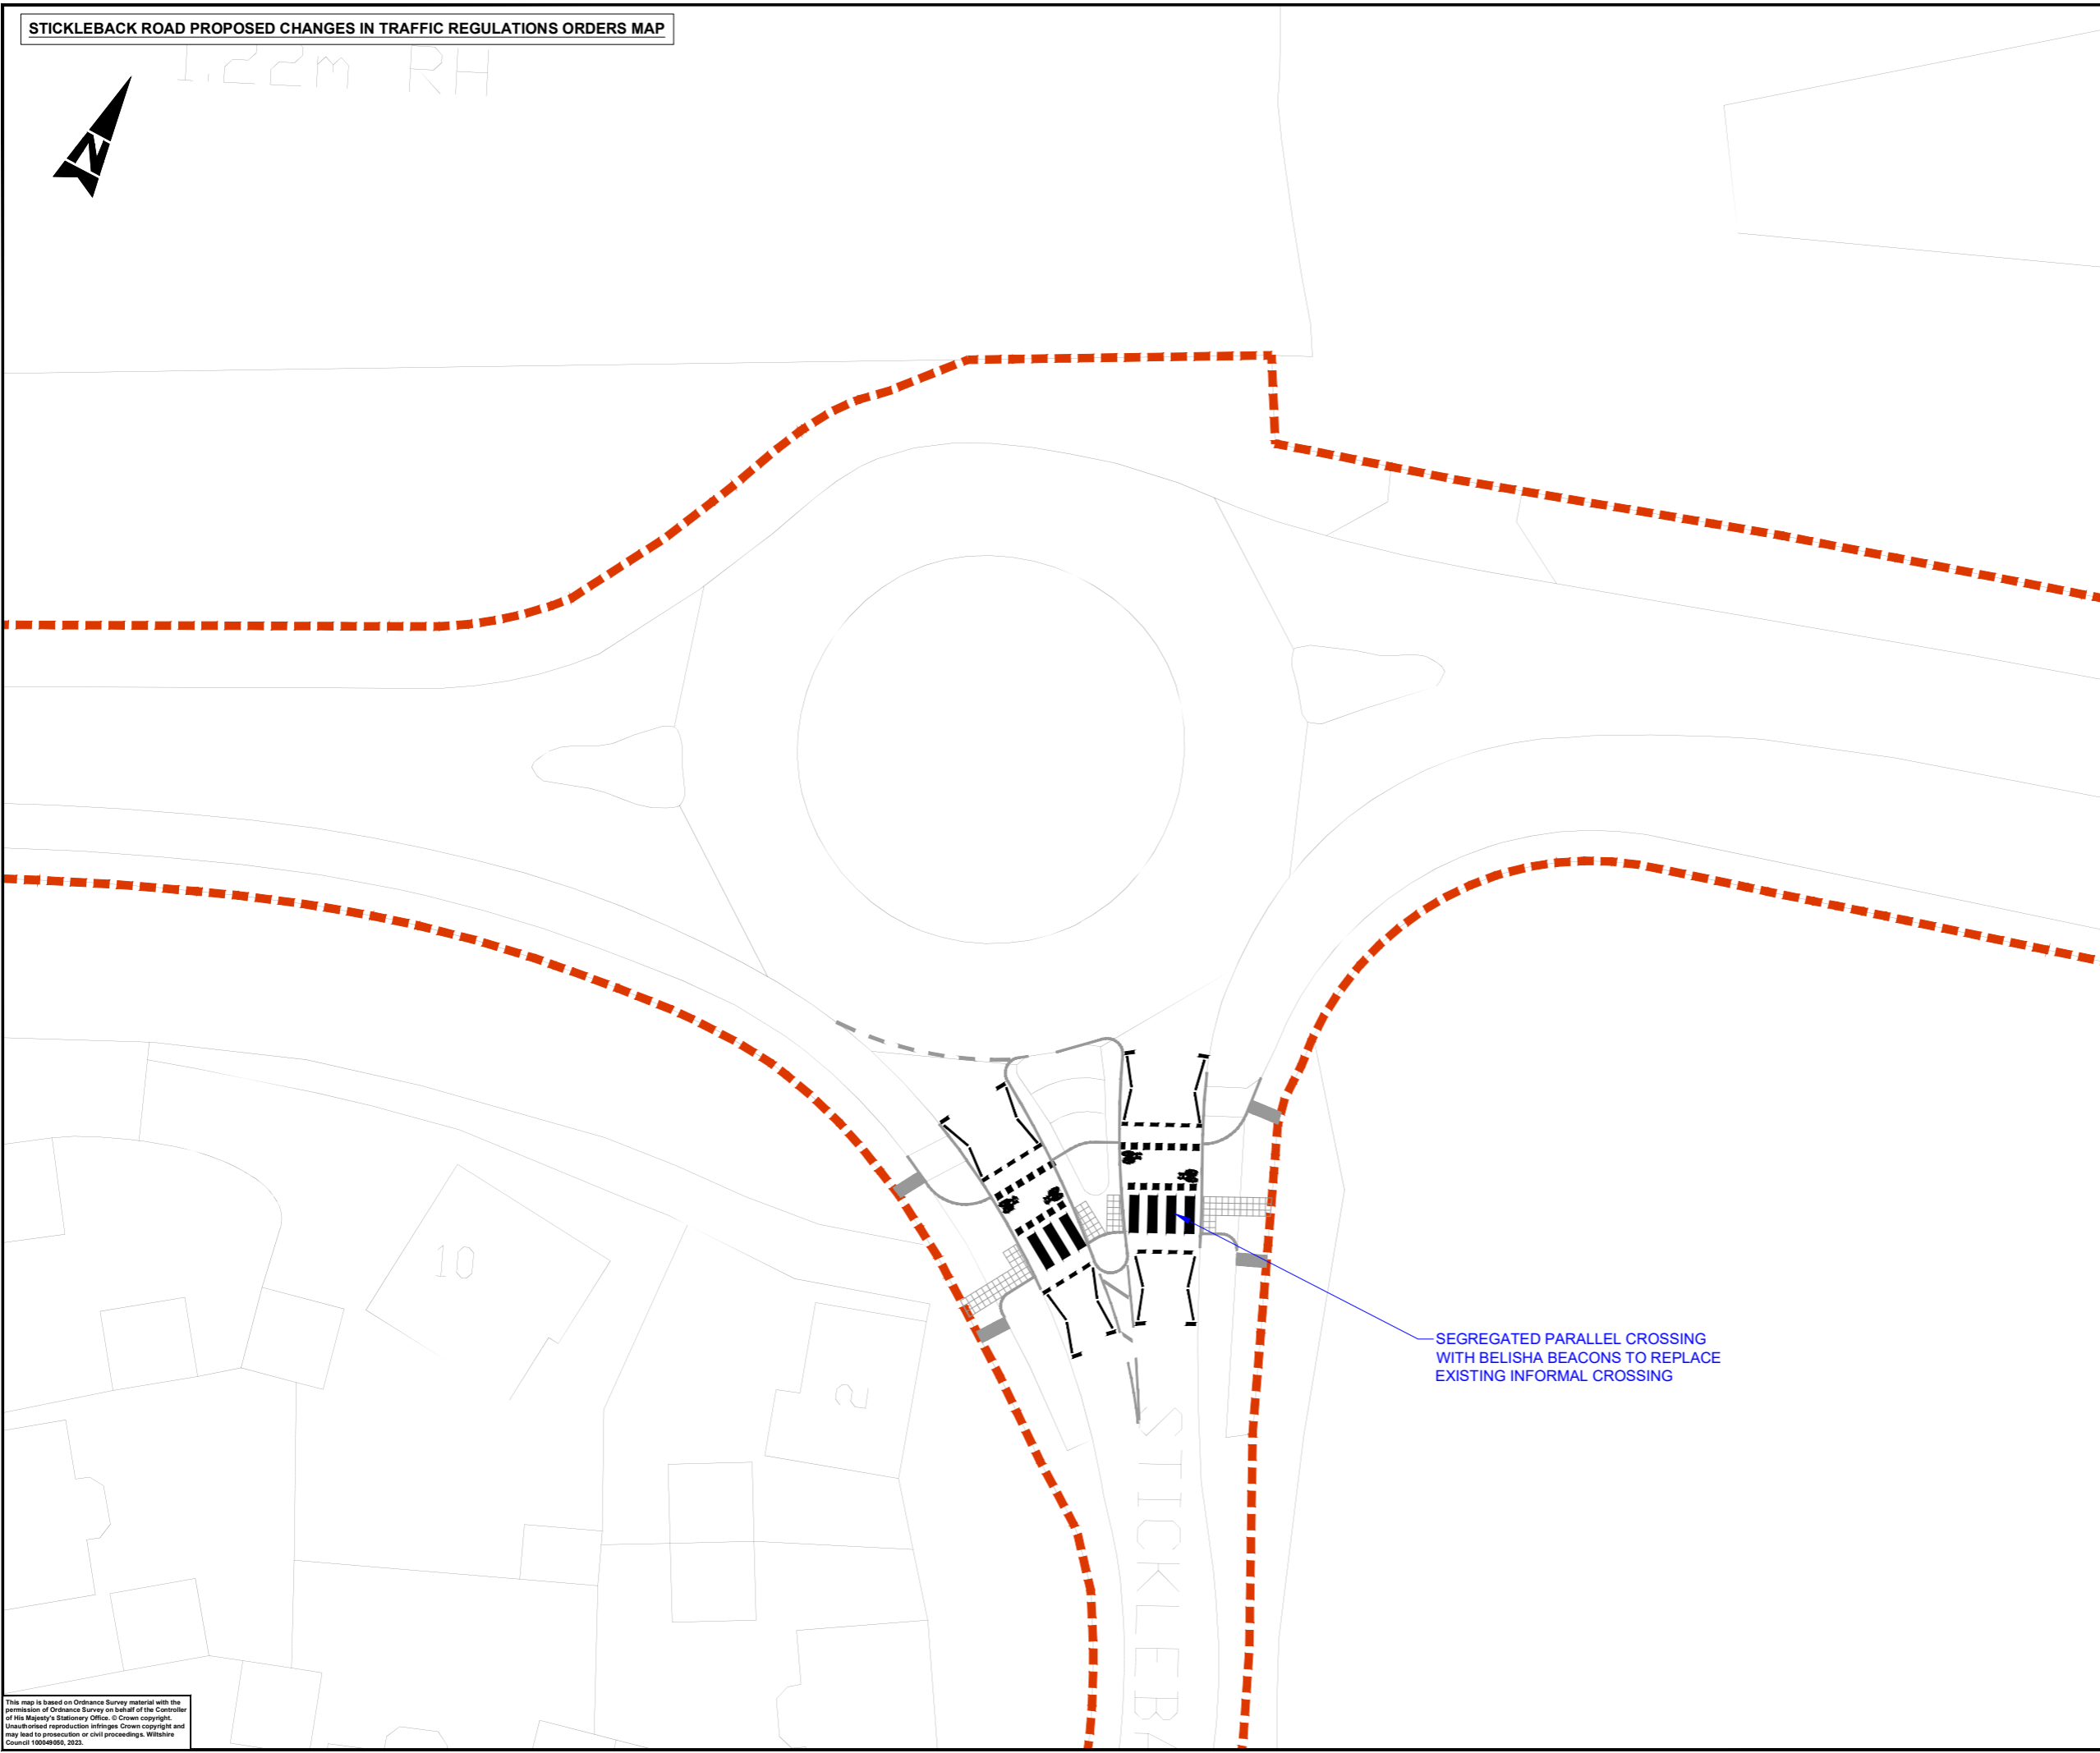 STICKLEBACK ROAD PROPOSED CHANGES IN TRAFFIC REGULATIONS ORDERS MAP
1.22m RH
N
10
SEGREGATED PARALLEL CROSSING
WITH BELISHA BEACONS TO REPLACE
EXISTING INFORMAL CROSSING
STICKLEB
This map is based on Ordnance Survey material with the
permission of Ordnance Survey on behalf of the Controller
of His Majesty's Stationery Office. © Crown copyright.
Unauthorised reproduction infringes Crown copyright and
may lead to prosecution or civil proceedings. Wiltshire
Council 100049050, 2023.